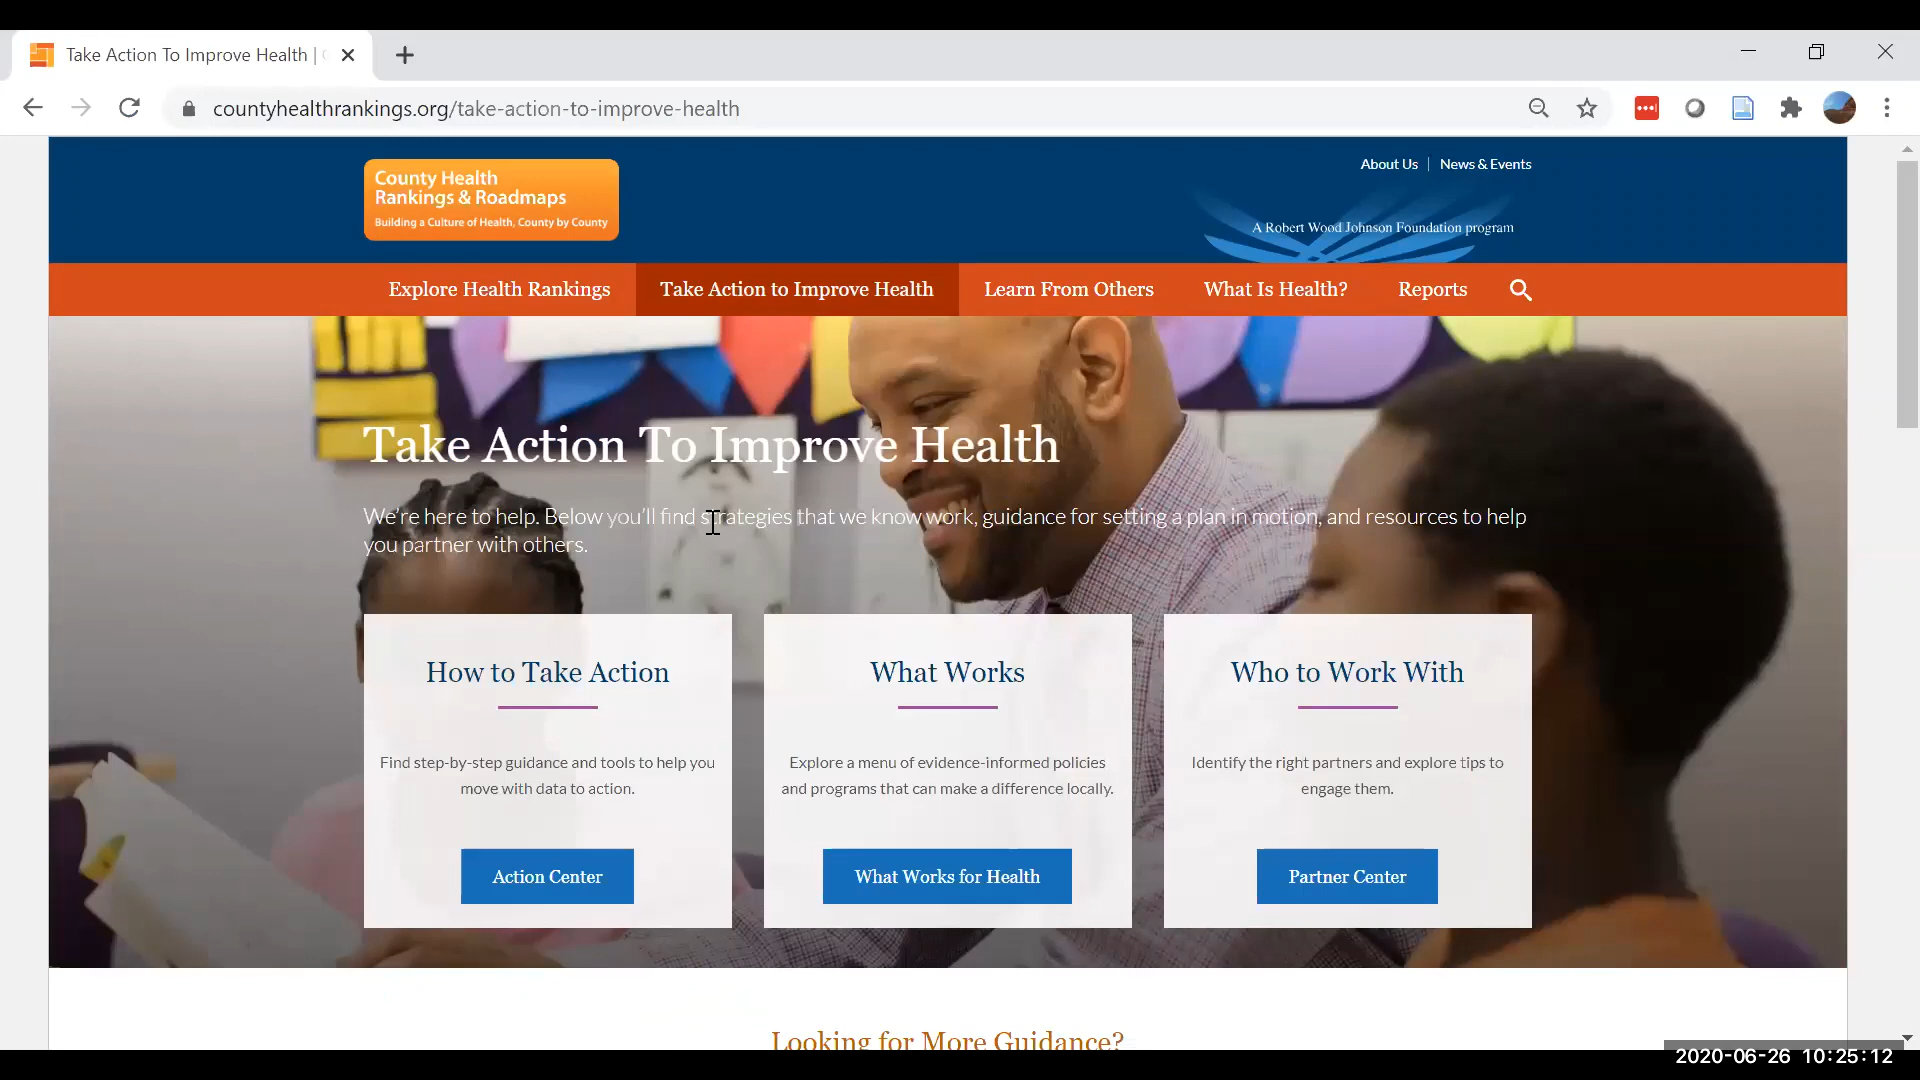 Take Action To Improve Health |
countyhealthrankings.org/take-action-to-improve-health
About Us | News & Events
County Health
Rankings & Roadmaps
Building a Culture of Health, County by County
A Robert Wood Johnson Foundation program
Explore Health Rankings
Take Action to Improve Health
Learn From Others
What Is Health?
Reports
Take Action To Improve Health
We're here to help. Below you'll find strategies that we know work, guidance for setting a plan in motion, and resources to help
you partner with others.
How to Take Action
Find step-by-step guidance and tools to help you
move with data to action.
Action Center
What Works
Explore a menu of evidence-informed policies
and programs that can make a difference locally.
What Works for Health
Who to Work With
Identify the right partners and explore tips to
engage them.
Partner Center
Looking for More Guidance?
2020-06-26 10:25:12